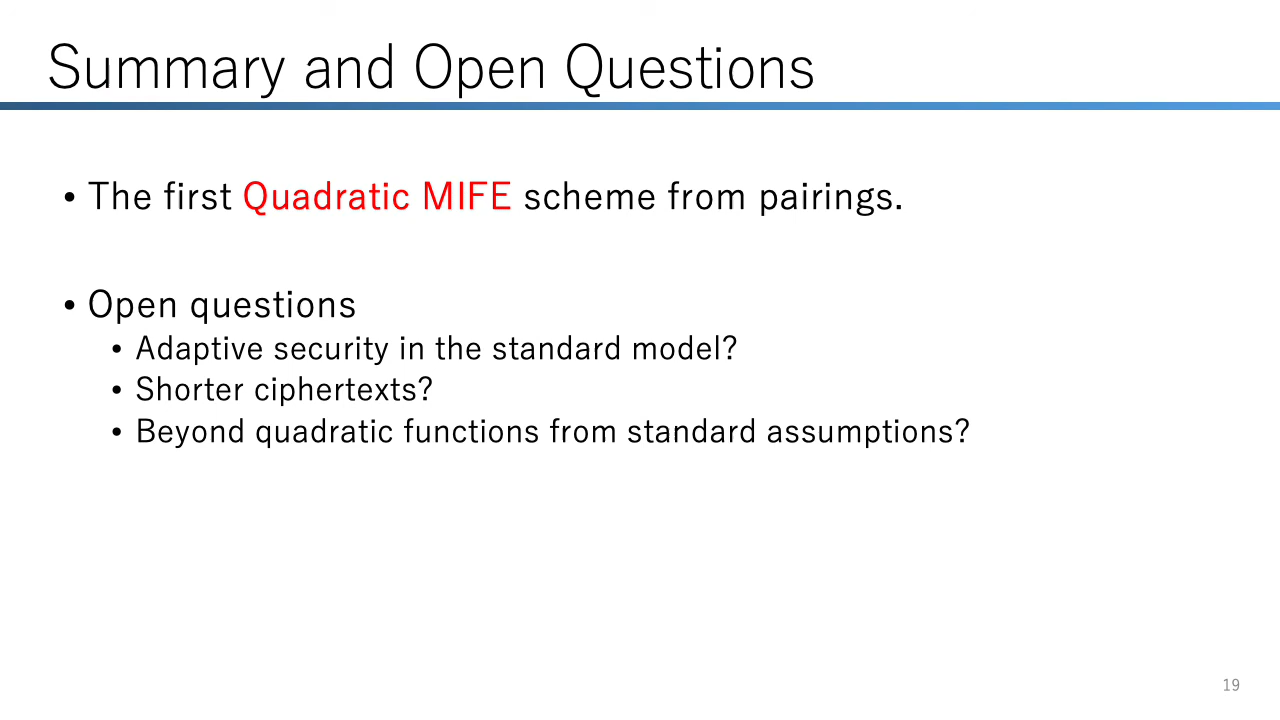 Summary and Open Questions
• The first Quadratic MIFE scheme from pairings.
• Open questions
• Adaptive security in the standard model?
• Shorter ciphertexts?
• Beyond quadratic functions from standard assumptions?
19